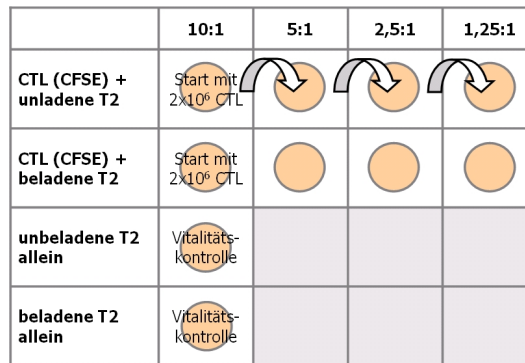 10:1 5:1 2,5:1 1,25:1
CTL (CFSE) +
unladene T2
Start mit
2x10⁶ CTL
CTL (CFSE) +
beladene T2
Start mit
2x10⁶ CTL
unbeladene T2
allein
Vitalitäts-
kontrolle
beladene T2
allein
Vitalitäts-
kontrolle